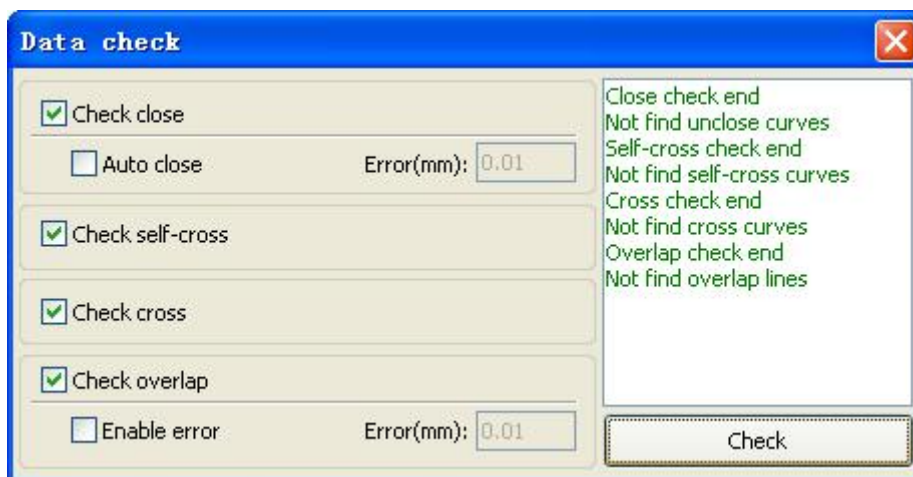 Data check
Check close
Auto close Error(mm): 0.01
Check self-cross
Check cross
Check overlap
Enable error Error(mm): 0.01
Close check end
Not find unclose curves
Self-cross check end
Not find self-cross curves
Cross check end
Not find cross curves
Overlap check end
Not find overlap lines
Check